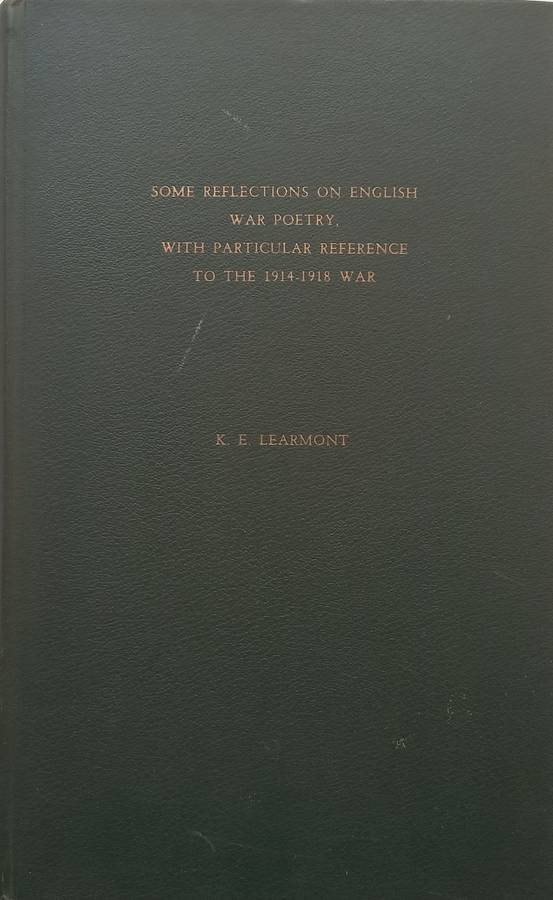 SOME REFLECTIONS ON ENGLISH
WAR POETRY,
WITH PARTICULAR REFERENCE
TO THE 1914-1918 WAR
K. E. LEARMONT